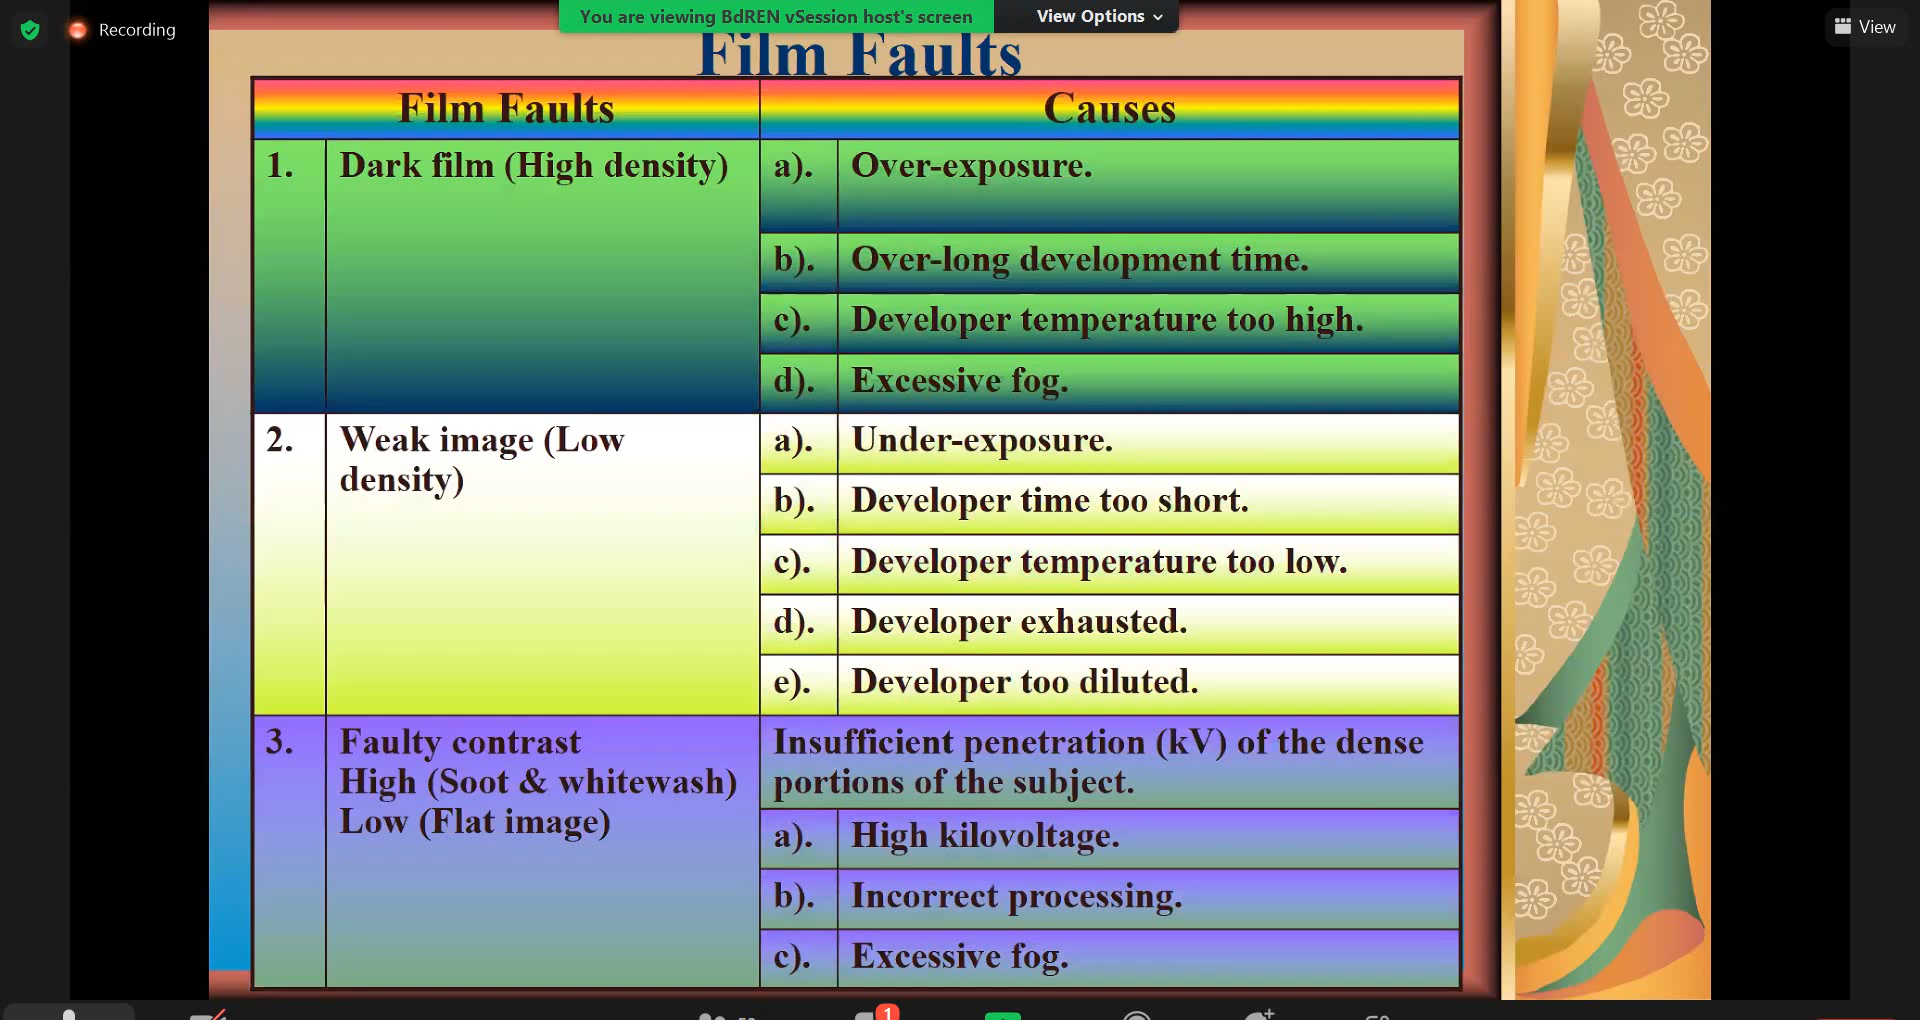 You are viewing BdREN vSession host's screen
View Options
Recording
View
Film Faults
Film Faults Causes
1. Dark film (High density) a). Over-exposure.
b). Over-long development time.
c). Developer temperature too high.
d). Excessive fog.
2. Weak image (Low
density)
a). Under-exposure.
b). Developer time too short.
c). Developer temperature too low.
d). Developer exhausted.
e). Developer too diluted.
3. Faulty contrast
High (Soot & whitewash)
Low (Flat image)
Insufficient penetration (kV) of the dense
portions of the subject.
a). High kilovoltage.
b). Incorrect processing.
c). Excessive fog.
1